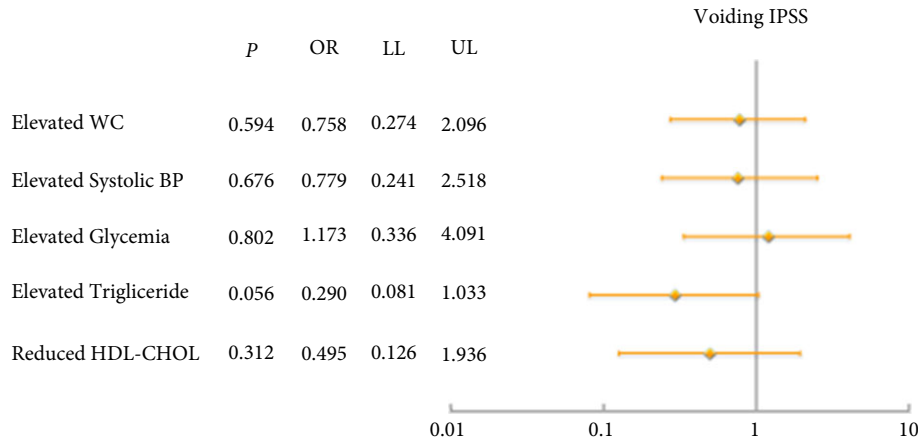 Voiding IPSS
P OR LL UL
Elevated WC 0.594 0.758 0.274 2.096
Elevated Systolic BP 0.676 0.779 0.241 2.518
Elevated Glycemia 0.802 1.173 0.336 4.091
Elevated Trigliceride 0.056 0.290 0.081 1.033
Reduced HDL-CHOL 0.312 0.495 0.126 1.936
0.01 0.1 1 10